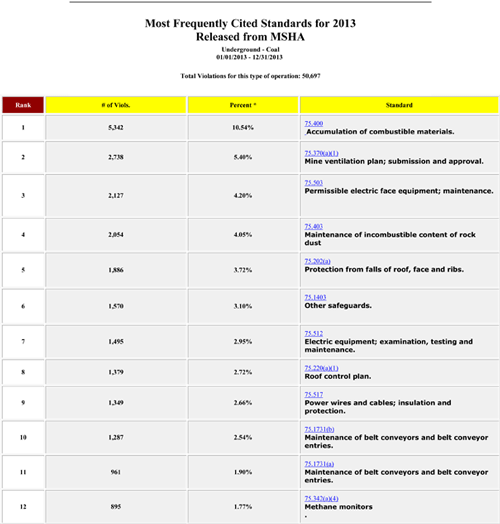 Most Frequently Cited Standards for 2013
Released from MSHA
Underground - Coal
01/01/2013 - 12/31/2013
Total Violations for this type of operation: 50,697
Rank # of Viols. Percent * Standard
1 5,342 10.54% 75.400
Accumulation of combustible materials.
2 2,738 5.40% 75.370(a)(1)
Mine ventilation plan; submission and approval.
3 2,127 4.20% 75.503
Permissible electric face equipment; maintenance.
4 2,054 4.05% 75.403
Maintenance of incombustible content of rock
dust
5 1,886 3.72% 75.202(a)
Protection from falls of roof, face and ribs.
6 1,570 3.10% 75.1403
Other safeguards.
7 1,495 2.95% 75.512
Electric equipment; examination, testing and
maintenance.
8 1,379 2.72% 75.220(a)(1)
Roof control plan.
9 1,349 2.66% 75.517
Power wires and cables; insulation and
protection.
10 1,287 2.54% 75.1731(b)
Maintenance of belt conveyors and belt conveyor
entries.
11 961 1.90% 75.1731(a)
Maintenance of belt conveyors and belt conveyor
entries.
12 895 1.77% 75.342(a)(4)
Methane monitors
.